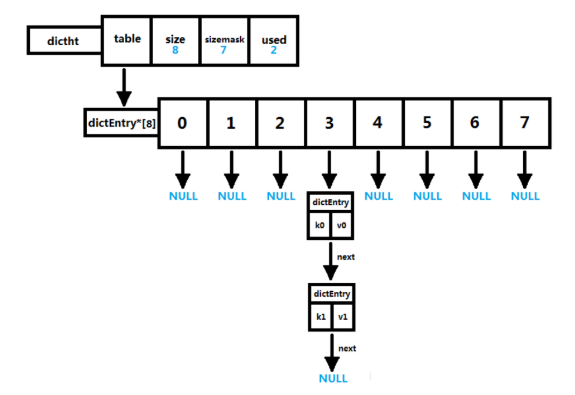 dictht table size sizemask used
8 7 2
dictEntry*[8] 0 1 2 3 4 5 6 7
NULL NULL NULL NULL NULL NULL NULL
dictEntry
k0 v0
next
dictEntry
k1 v1
next
NULL